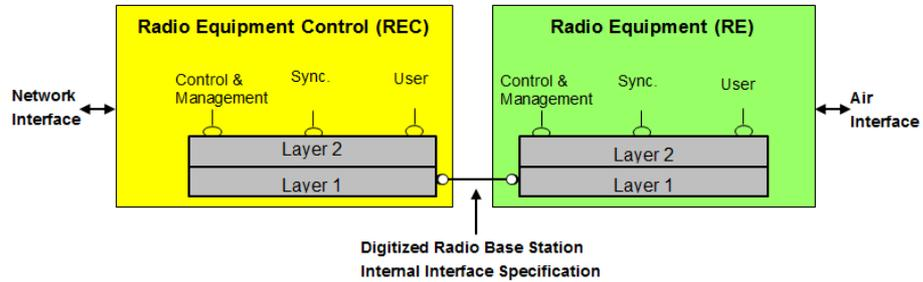 Radio Equipment Control (REC)
Radio Equipment (RE)
Control &
Management
Sync.
User
Control &
Management
Sync.
User
Network
Interface
Air
Interface
Layer 2
Layer 2
Layer 1
Layer 1
Digitized Radio Base Station
Internal Interface Specification